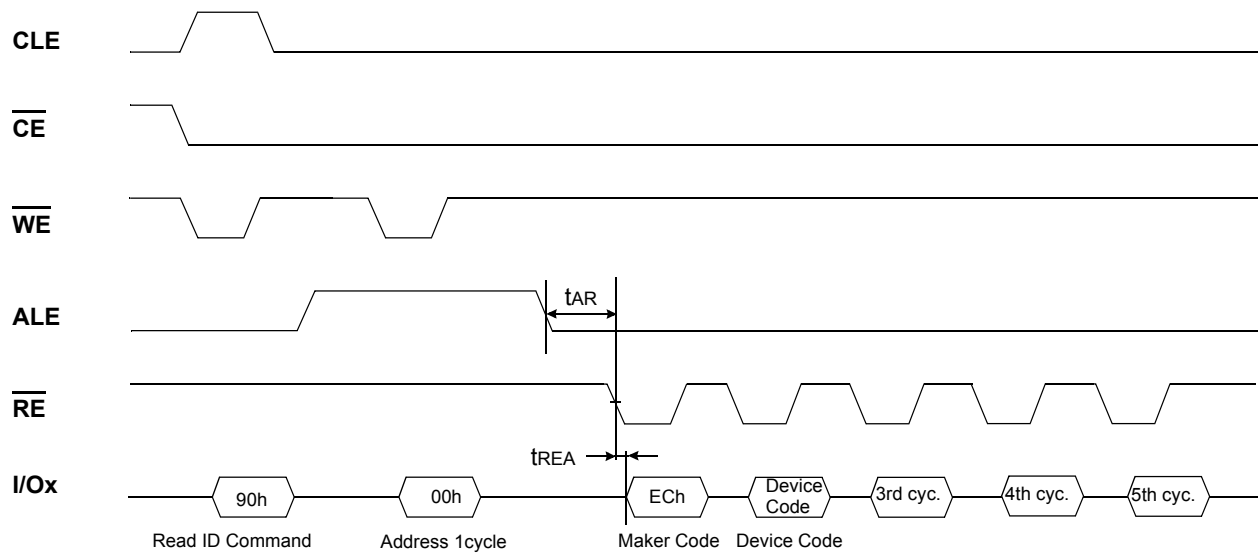 CLE
CE
WE
ALE
tAR
RE
tREA
I/Ox
90h
00h
ECh
Device
Code
3rd cyc.
4th cyc.
5th cyc.
Read ID Command
Address 1cycle
Maker Code
Device Code